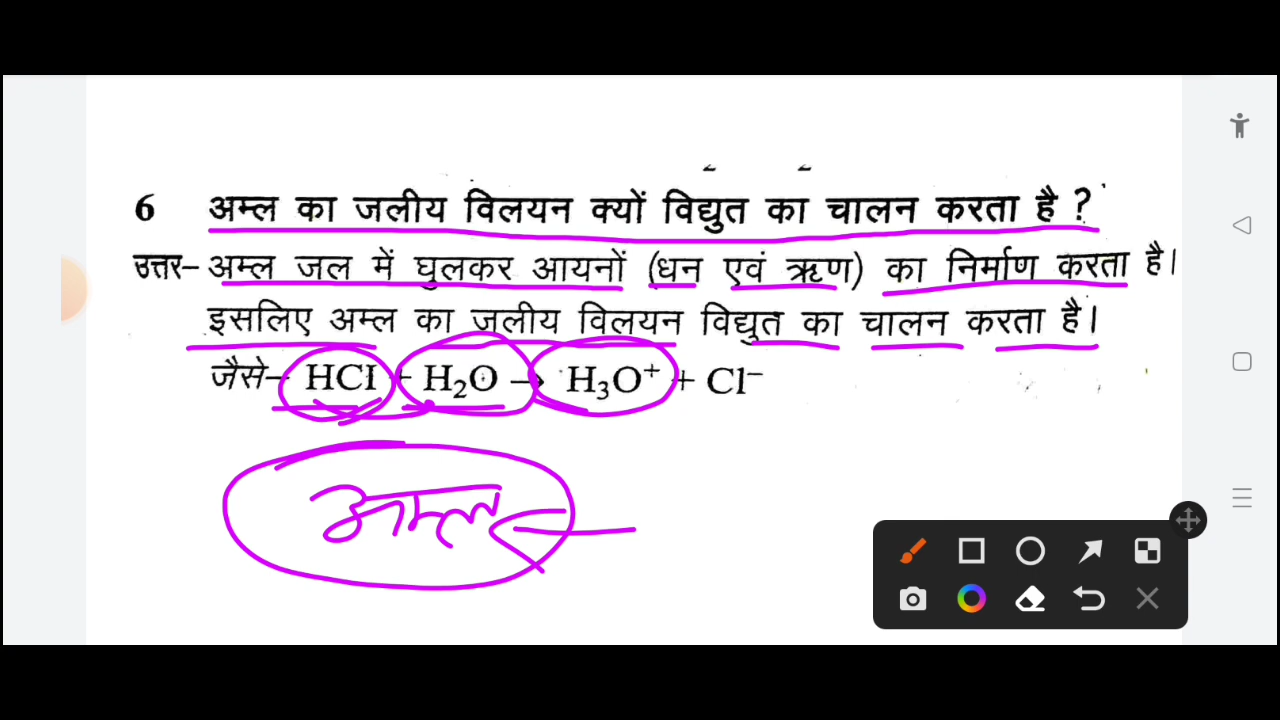 6 अम्ल का जलीय विलयन क्यों विद्युत का चालन करता है ?
उत्तर– अम्ल जल में घुलकर आयनों (धन एवं ऋण) का निर्माण करता है।
इसलिए अम्ल का जलीय विलयन विद्युत का चालन करता है।
जैसे– HCl + H₂O → H₃O⁺ + Cl⁻
अम्ल